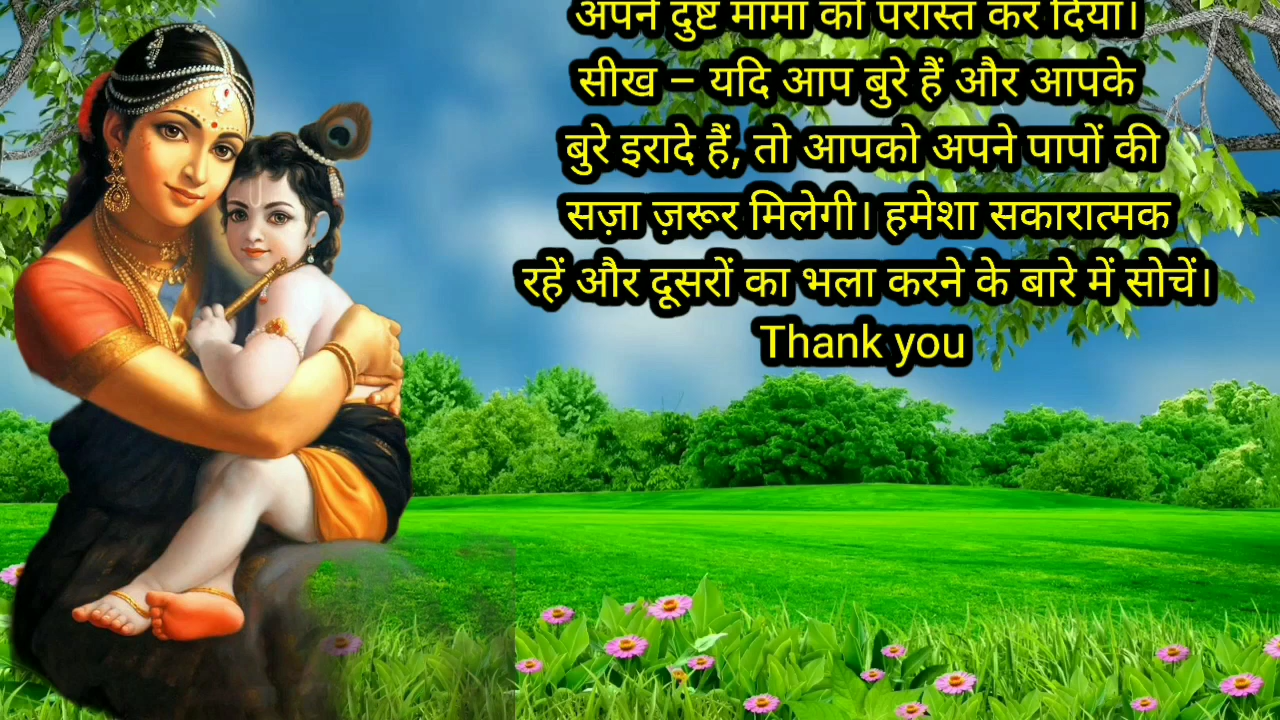 अपने दुष्ट मामा को परास्त कर दिया।
सीख – यदि आप बुरे हैं और आपके
बुरे इरादे हैं, तो आपको अपने पापों की
सज़ा ज़रूर मिलेगी। हमेशा सकारात्मक
रहें और दूसरों का भला करने के बारे में सोचें।
Thank you